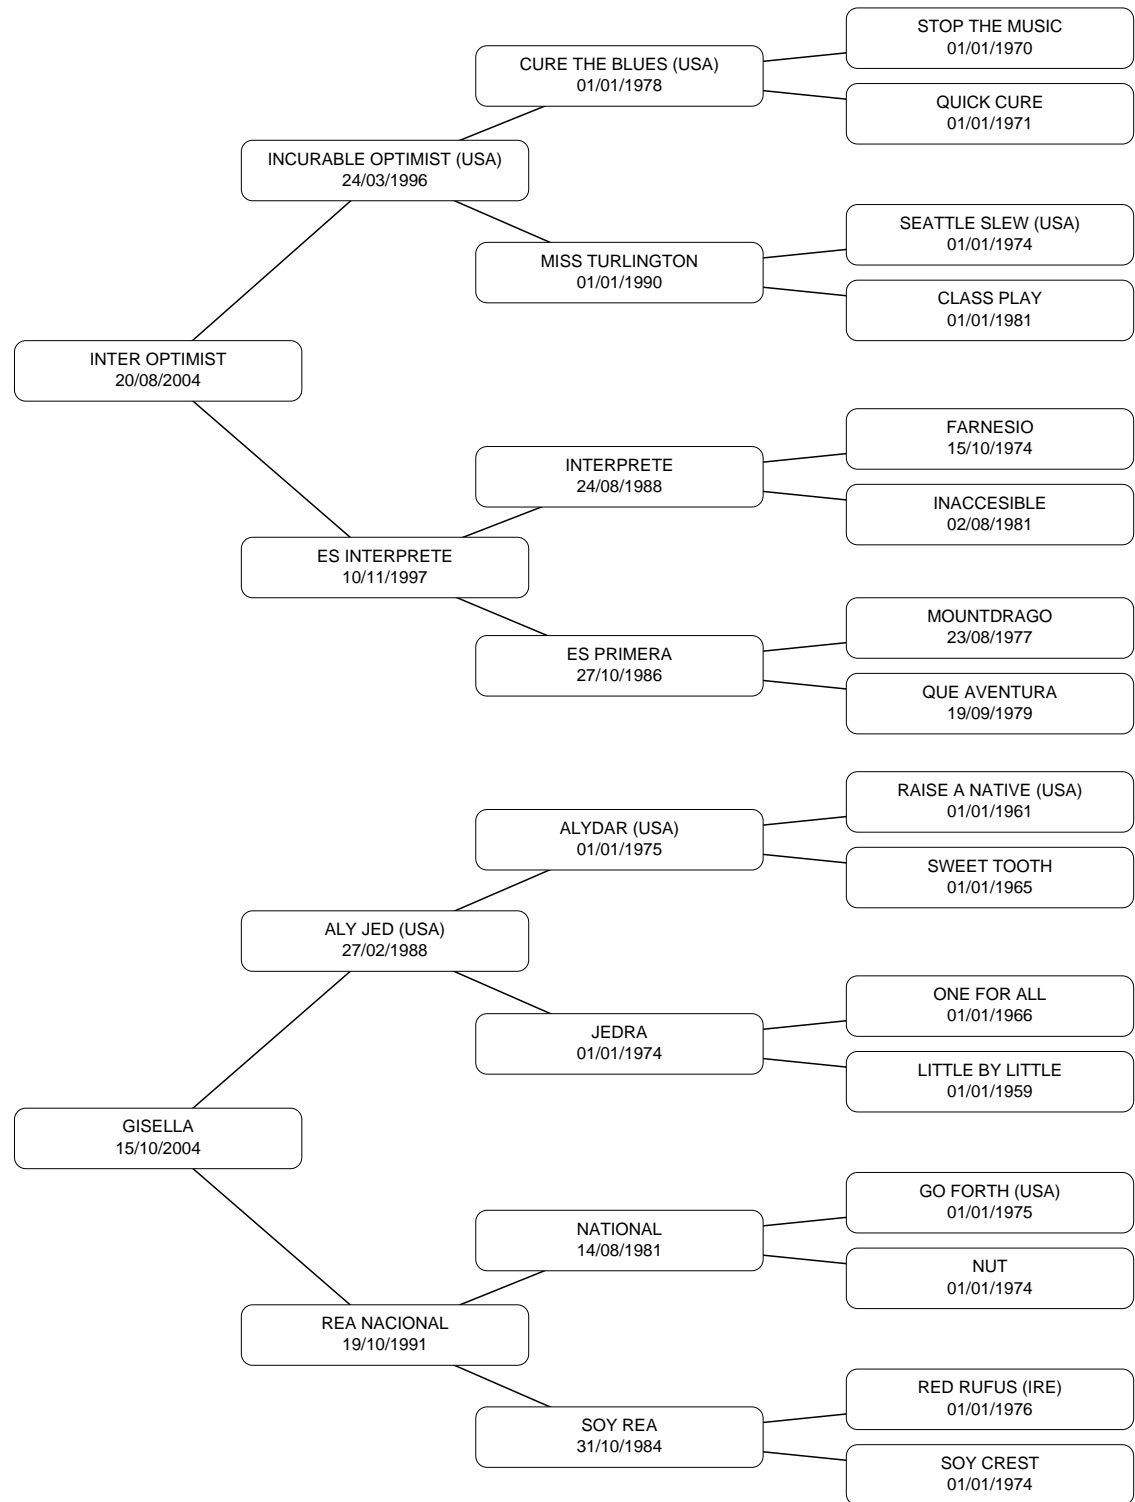 STOP THE MUSIC
01/01/1970
CURE THE BLUES (USA)
01/01/1978
QUICK CURE
01/01/1971
INCURABLE OPTIMIST (USA)
24/03/1996
SEATTLE SLEW (USA)
01/01/1974
MISS TURLINGTON
01/01/1990
CLASS PLAY
01/01/1981
INTER OPTIMIST
20/08/2004
FARNESIO
15/10/1974
INTERPRETE
24/08/1988
INACCESIBLE
02/08/1981
ES INTERPRETE
10/11/1997
MOUNTDRAGO
23/08/1977
ES PRIMERA
27/10/1986
QUE AVENTURA
19/09/1979
RAISE A NATIVE (USA)
01/01/1961
ALYDAR (USA)
01/01/1975
SWEET TOOTH
01/01/1965
ALY JED (USA)
27/02/1988
ONE FOR ALL
01/01/1966
JEDRA
01/01/1974
LITTLE BY LITTLE
01/01/1959
GISELLA
15/10/2004
GO FORTH (USA)
01/01/1975
NATIONAL
14/08/1981
NUT
01/01/1974
REA NACIONAL
19/10/1991
RED RUFUS (IRE)
01/01/1976
SOY REA
31/10/1984
SOY CREST
01/01/1974